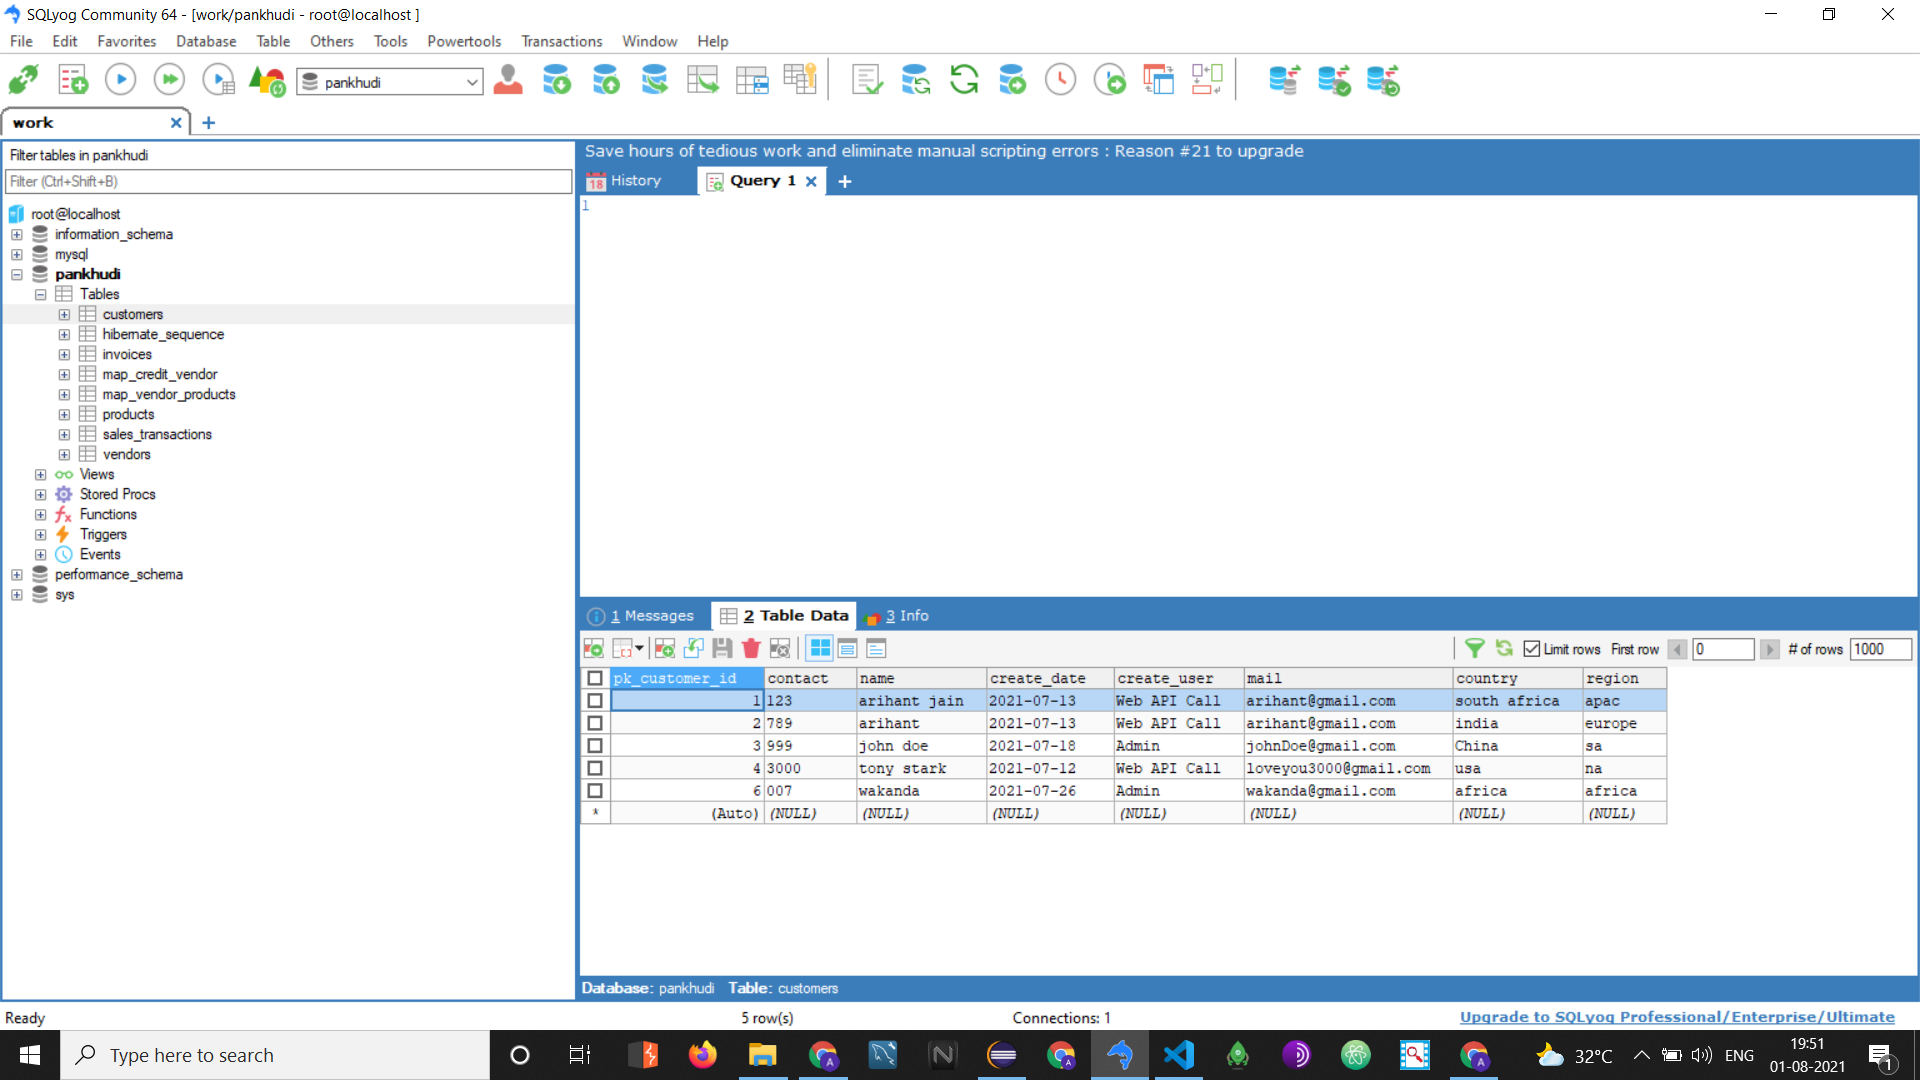 SQLyog Community 64 - [work/pankhudi - root@localhost ]
File Edit Favorites Database Table Others Tools Powertools Transactions Window Help
pankhudi
work
Filter tables in pankhudi
Filter (Ctrl+Shift+B)
root@localhost
information_schema
mysql
pankhudi
Tables
customers
hibernate_sequence
invoices
map_credit_vendor
map_vendor_products
products
sales_transactions
vendors
Views
Stored Procs
Functions
Triggers
Events
performance_schema
sys
Save hours of tedious work and eliminate manual scripting errors : Reason #21 to upgrade
18 History Query 1
1
1 Messages 2 Table Data 3 Info
Limit rows First row 0 # of rows 1000
pk_customer_id contact name create_date create_user mail country region
1 123 arihant jain 2021-07-13 Web API Call arihant@gmail.com south africa apac
2 789 arihant 2021-07-13 Web API Call arihant@gmail.com india europe
3 999 john doe 2021-07-18 Admin johnDoe@gmail.com China sa
4 3000 tony stark 2021-07-12 Web API Call loveyou3000@gmail.com usa na
6 007 wakanda 2021-07-26 Admin wakanda@gmail.com africa africa
* (Auto) (NULL) (NULL) (NULL) (NULL) (NULL) (NULL) (NULL)
Database: pankhudi Table: customers
Ready 5 row(s) Connections: 1 Upgrade to SQLyog Professional/Enterprise/Ultimate
Type here to search
32°C ENG
19:51
01-08-2021
1